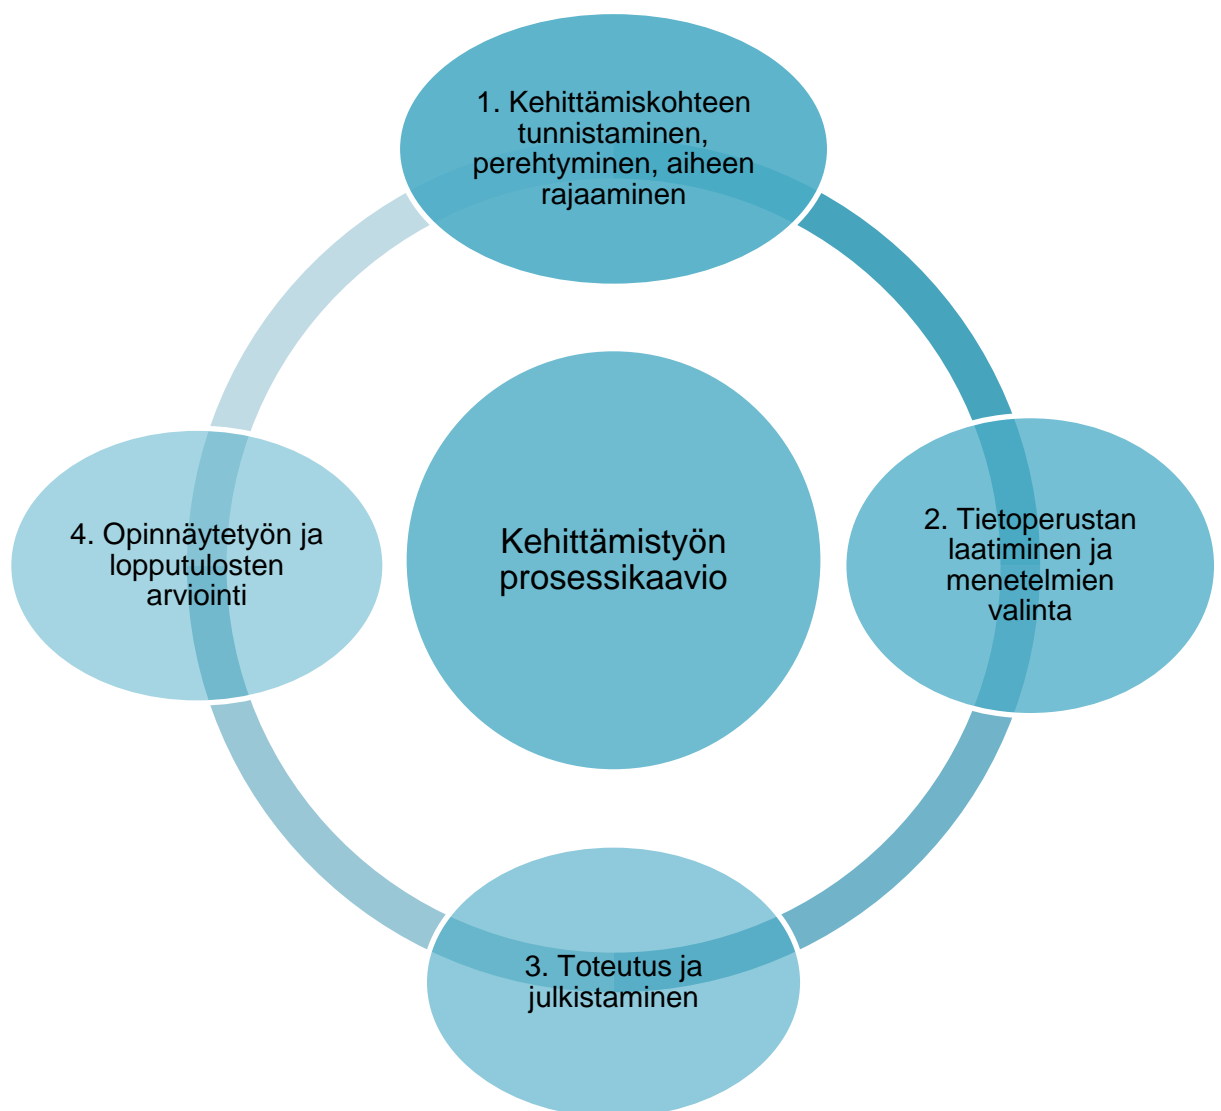 1. Kehittämiskohteen
tunnistaminen,
perehtyminen, aiheen
rajaaminen
2. Tietoperustan
laatiminen ja
menetelmien
valinta
3. Toteutus ja
julkistaminen
4. Opinnäytetyön ja
lopputulosten
arviointi
Kehittämistyön
prosessikaavio